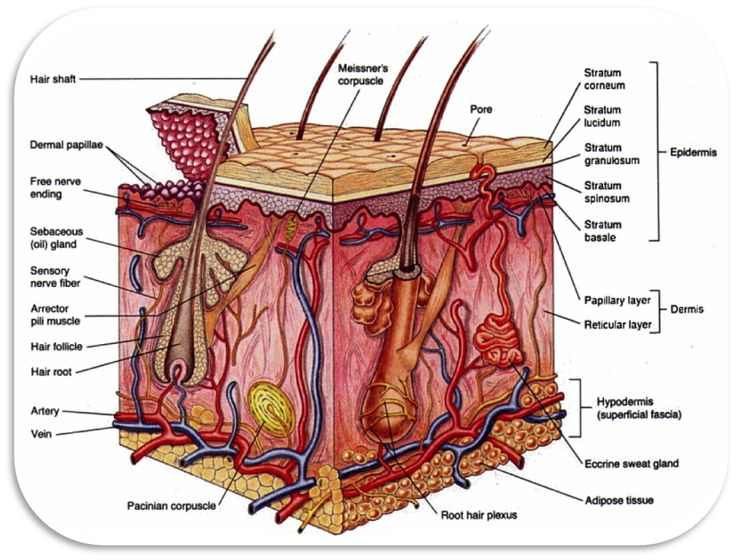 Hair shaft
Dermal papillae
Free nerve
ending
Sebaceous
(oil) gland
Sensory
nerve fiber
Arrector
pili muscle
Hair follicle
Hair root
Artery
Vein
Pacinian corpuscle
Meissner's
corpuscle
Pore
Stratum
corneum
Stratum
lucidum
Stratum
granulosum
Stratum
spinosum
Stratum
basale
Epidermis
Papillary layer
Reticular layer
Dermis
Hypodermis
(superficial fascia)
Eccrine sweat gland
Adipose tissue
Root hair plexus